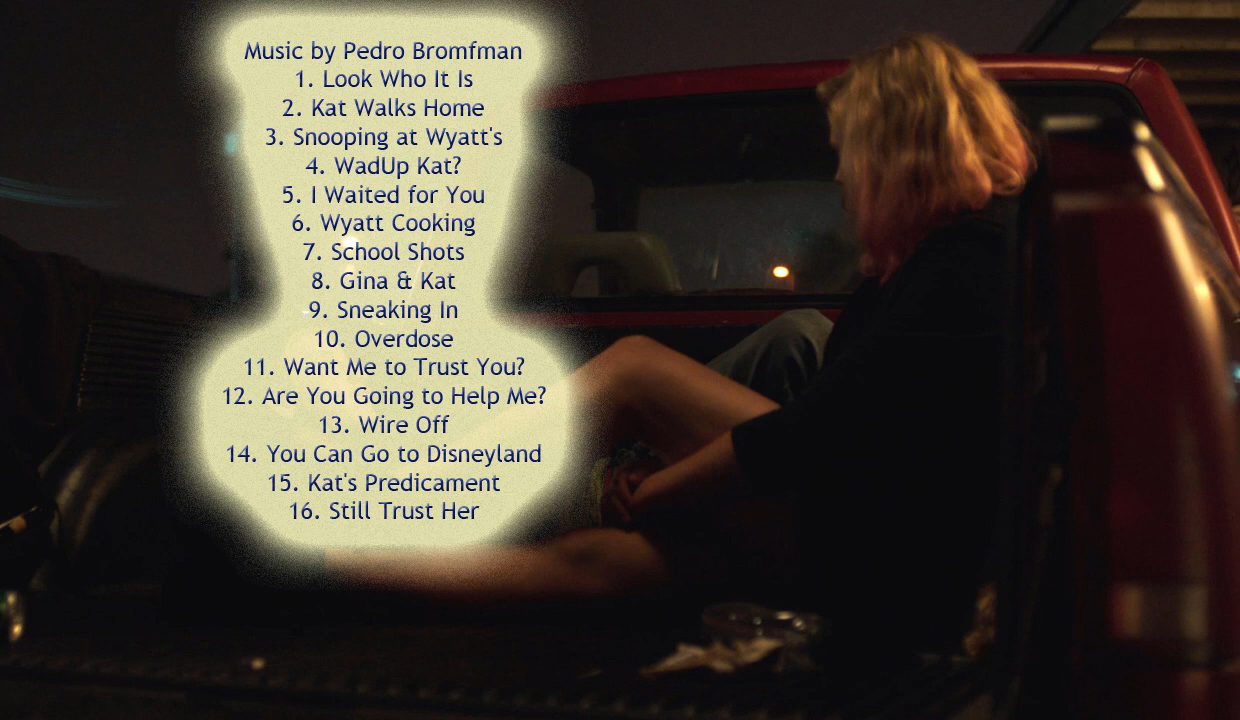 Music by Pedro Bromfman
1. Look Who It Is
2. Kat Walks Home
3. Snooping at Wyatt's
4. WadUp Kat?
5. I Waited for You
6. Wyatt Cooking
7. School Shots
8. Gina & Kat
9. Sneaking In
10. Overdose
11. Want Me to Trust You?
12. Are You Going to Help Me?
13. Wire Off
14. You Can Go to Disneyland
15. Kat's Predicament
16. Still Trust Her